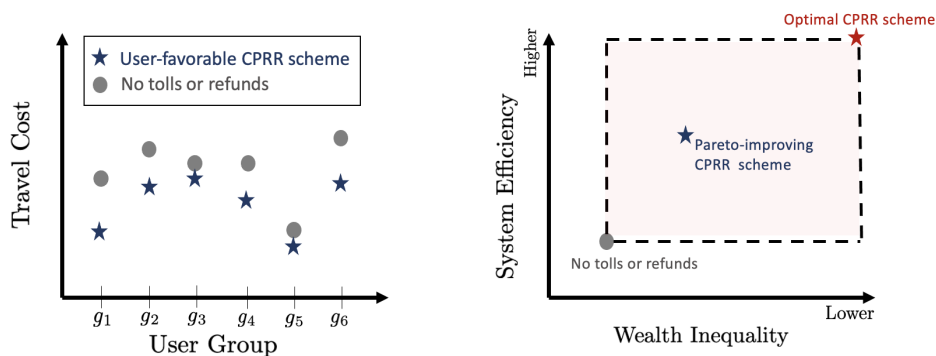 User-favorable CPRR scheme
No tolls or refunds
Travel Cost
g1 g2 g3 g4 g5 g6
User Group
Optimal CPRR scheme
Higher
System Efficiency
Pareto-improving
CPRR scheme
No tolls or refunds
Lower
Wealth Inequality